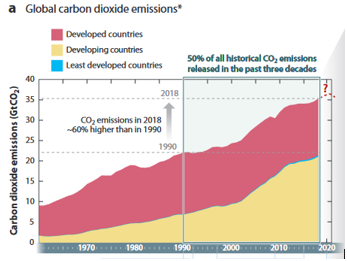 a Global carbon dioxide emissions*
Developed countries
Developing countries
Least developed countries
50% of all historical CO₂ emissions
released in the past three decades
Carbon dioxide emissions (GtCO₂)
40
35
30
25
20
15
10
5
0
2018
CO₂ emissions in 2018
~60% higher than in 1990
1990
?
1970 1980 1990 2000 2010 2020